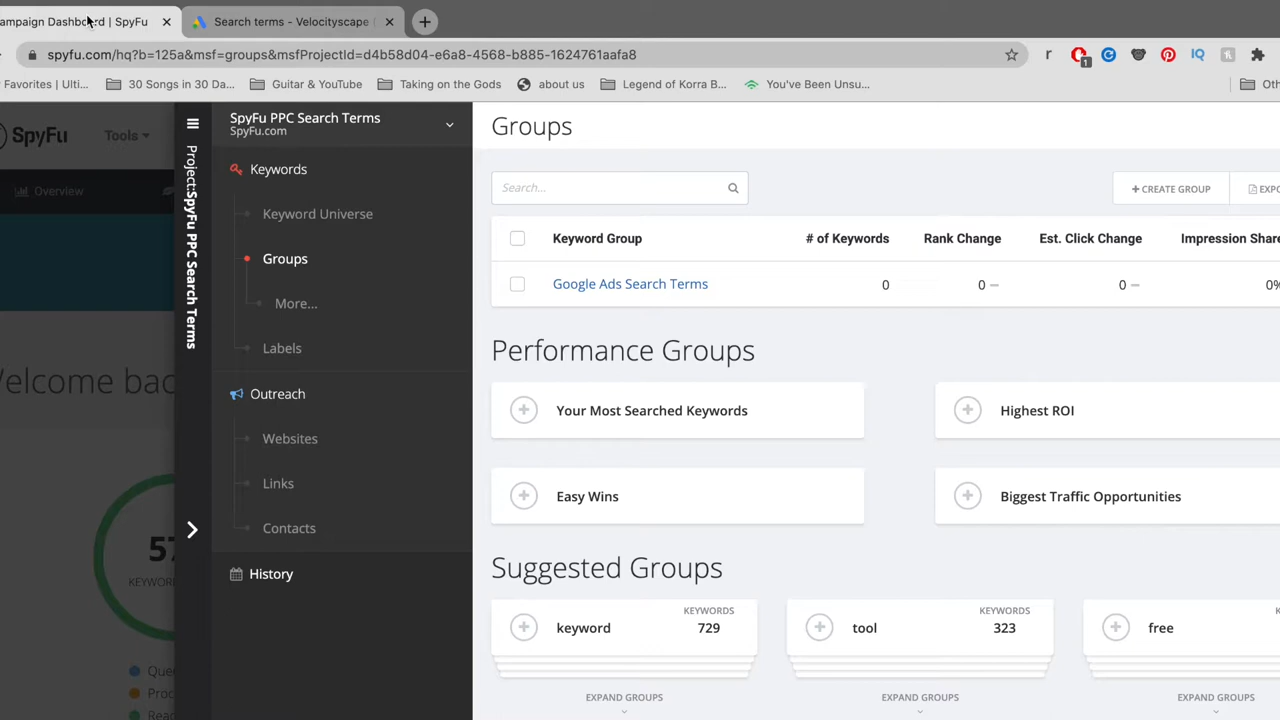 ampaign Dashboard | SpyFu
Search terms - Velocityscape (
spyfu.com/hq?b=125a&msf=groups&msfProjectId=d4b58d04-e6a8-4568-b885-1624761aafa8
r
1
IQ
Favorites | Ulti...
30 Songs in 30 Da...
Guitar & YouTube
Taking on the Gods
about us
Legend of Korra B...
You've Been Unsu...
Ot
SpyFu
Tools
Overview
elcome bac
57
KEYWOR
Que
Proc
Rea
Project:SpyFu PPC Search Terms
SpyFu PPC Search Terms
SpyFu.com
Keywords
Keyword Universe
Groups
More...
Labels
Outreach
Websites
Links
Contacts
History
Groups
Search...
+ CREATE GROUP
EXPO
Keyword Group
# of Keywords
Rank Change
Est. Click Change
Impression Share
Google Ads Search Terms
0
0 –
0 –
0%
Performance Groups
Your Most Searched Keywords
Highest ROI
Easy Wins
Biggest Traffic Opportunities
Suggested Groups
keyword
KEYWORDS
729
tool
KEYWORDS
323
free
K
EXPAND GROUPS
EXPAND GROUPS
EXPAND GROUPS